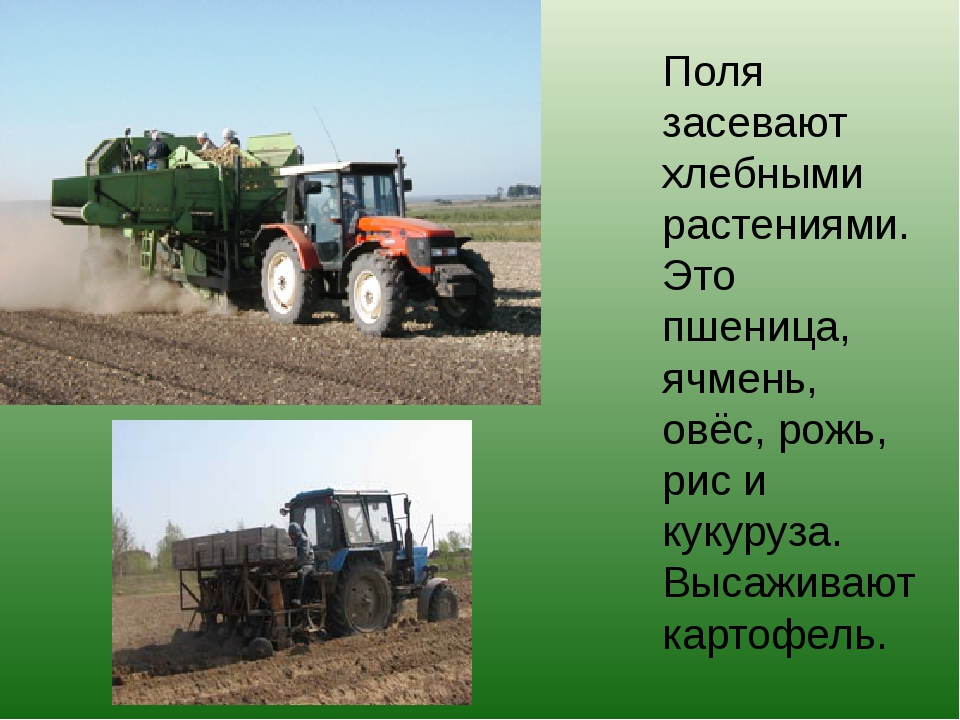 Поля
засевают
хлебными
растениями.
Это
пшеница,
ячмень,
овёс, рожь,
рис и
кукуруза.
Высаживают
картофель.